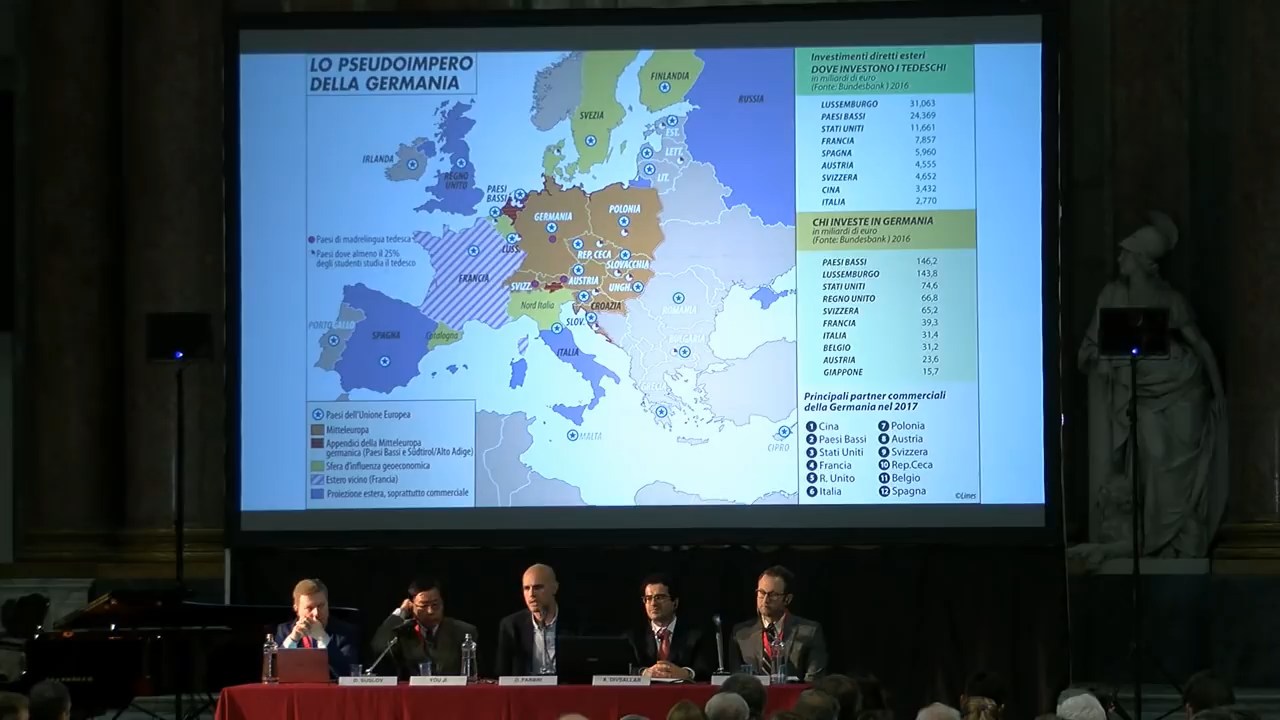 LO PSEUDOIMPERO
DELLA GERMANIA
FINLANDIA
SVEZIA
RUSSIA
EST.
LETT.
LIT.
IRLANDA
REGNO
UNITO
PAESI
BASSI
GERMANIA
POLONIA
LUSS.
REP. CECA
SLOVACCHIA
FRANCIA
SVIZZ.
AUSTRIA
UNGH.
Nord Italia
CROAZIA
SLOV.
ROMANIA
PORTOGALLO
SPAGNA
Catalogna
ITALIA
BULGARIA
GRECIA
MALTA
CIPRO
Paesi di madrelingua tedesca
Paesi dove almeno il 25%
degli studenti studia il tedesco
Paesi dell'Unione Europea
Mitteleuropa
Appendici della Mitteleuropa
germanica (Paesi Bassi e Südtirol/Alto Adige)
Sfera d'influenza geoeconomica
Estero vicino (Francia)
Proiezione estera, soprattutto commerciale
Investimenti diretti esteri
DOVE INVESTONO I TEDESCHI
in miliardi di euro
(Fonte: Bundesbank) 2016
LUSSEMBURGO 31,063
PAESI BASSI 24,369
STATI UNITI 11,661
FRANCIA 7,857
SPAGNA 5,960
AUSTRIA 4,555
SVIZZERA 4,652
CINA 3,432
ITALIA 2,770
CHI INVESTE IN GERMANIA
in miliardi di euro
(Fonte: Bundesbank) 2016
PAESI BASSI 146,2
LUSSEMBURGO 143,8
STATI UNITI 74,6
REGNO UNITO 66,8
SVIZZERA 65,2
FRANCIA 39,3
ITALIA 31,4
BELGIO 31,2
AUSTRIA 23,6
GIAPPONE 15,7
Principali partner commerciali
della Germania nel 2017
1 Cina
2 Paesi Bassi
3 Stati Uniti
4 Francia
5 R. Unito
6 Italia
7 Polonia
8 Austria
9 Svizzera
10 Rep.Ceca
11 Belgio
12 Spagna
©Limes
D. SUSLOV
YOU JI
D. FABBRI